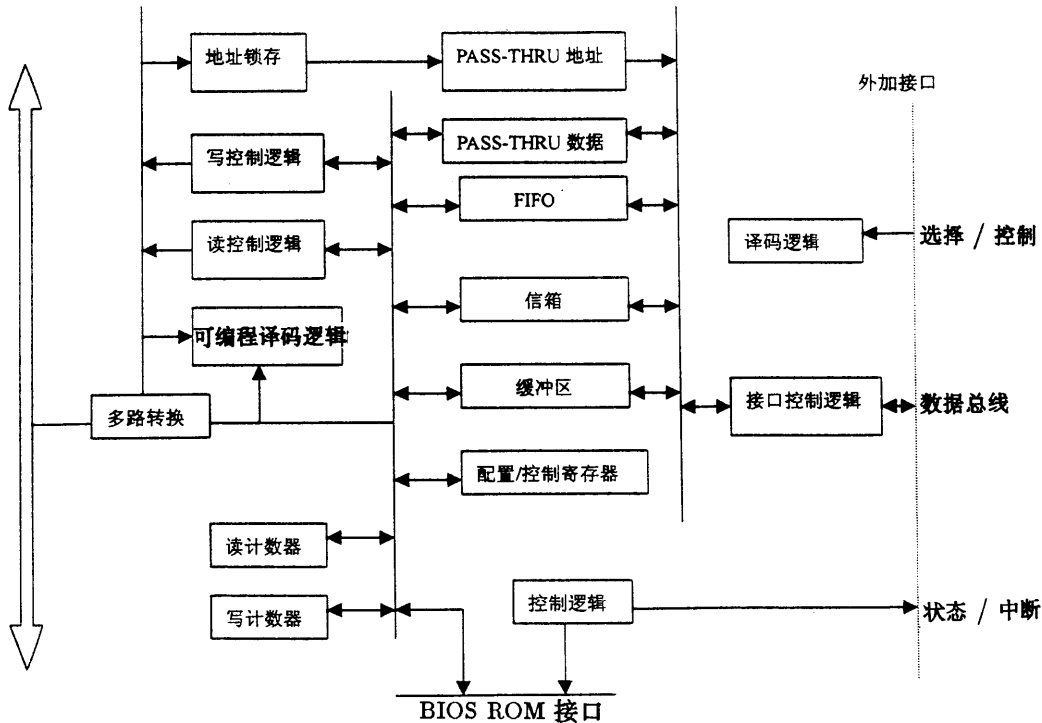 地址锁存
PASS-THRU 地址
外加接口
PASS-THRU 数据
写控制逻辑
FIFO
读控制逻辑
译码逻辑
选择 / 控制
信箱
可编程译码逻辑
缓冲区
接口控制逻辑
数据总线
多路转换
配置/控制寄存器
读计数器
写计数器
控制逻辑
状态 / 中断
BIOS ROM 接口